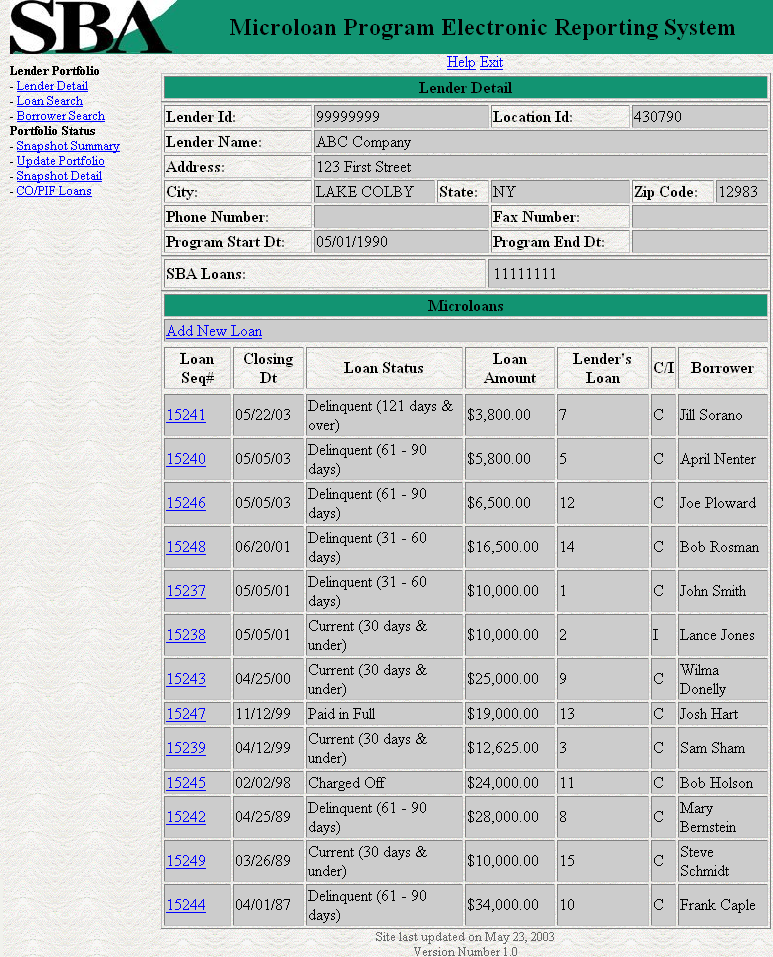 SBA
Microloan Program Electronic Reporting System
Help Exit
Lender Portfolio
- Lender Detail
- Loan Search
- Borrower Search
Portfolio Status
- Snapshot Summary
- Update Portfolio
- Snapshot Detail
- CO/PIF Loans
Lender Detail
Lender Id: 99999999 Location Id: 430790
Lender Name: ABC Company
Address: 123 First Street
City: LAKE COLBY State: NY Zip Code: 12983
Phone Number: Fax Number:
Program Start Dt: 05/01/1990 Program End Dt:
SBA Loans: 11111111
Microloans
Add New Loan
Loan Closing Loan Status Loan Lender's C/I Borrower
Seq# Dt Amount Loan
15241 05/22/03 Delinquent (121 days & $3,800.00 7 C Jill Sorano
over)
15240 05/05/03 Delinquent (61 - 90 $5,800.00 5 C April Nenter
days)
15246 05/05/03 Delinquent (61 - 90 $6,500.00 12 C Joe Ploward
days)
15248 06/20/01 Delinquent (31 - 60 $16,500.00 14 C Bob Rosman
days)
15237 05/05/01 Delinquent (31 - 60 $10,000.00 1 C John Smith
days)
15238 05/05/01 Current (30 days & $10,000.00 2 I Lance Jones
under)
15243 04/25/00 Current (30 days & $25,000.00 9 C Wilma
under) Donelly
15247 11/12/99 Paid in Full $19,000.00 13 C Josh Hart
15239 04/12/99 Current (30 days & $12,625.00 3 C Sam Sham
under)
15245 02/02/98 Charged Off $24,000.00 11 C Bob Holson
15242 04/25/89 Delinquent (61 - 90 $28,000.00 8 C Mary
days) Bernstein
15249 03/26/89 Current (30 days & $10,000.00 15 C Steve
under) Schmidt
15244 04/01/87 Delinquent (61 - 90 $34,000.00 10 C Frank Caple
days)
Site last updated on May 23, 2003
Version Number 1.0